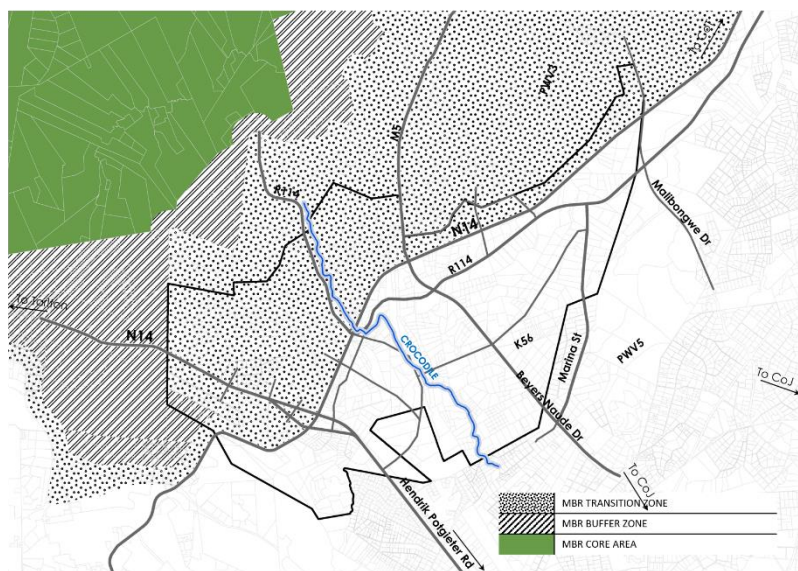 To CoJ
PWV3
M5
R114
Malibongwe Dr
N14
R114
To Tarlton
N14
CROCODILE
K56
Marina St
PWV5
Beyers Naude Dr
To CoJ
To CoJ
Hendrik Potgieter Rd
MBR TRANSITION ZONE
MBR BUFFER ZONE
MBR CORE AREA